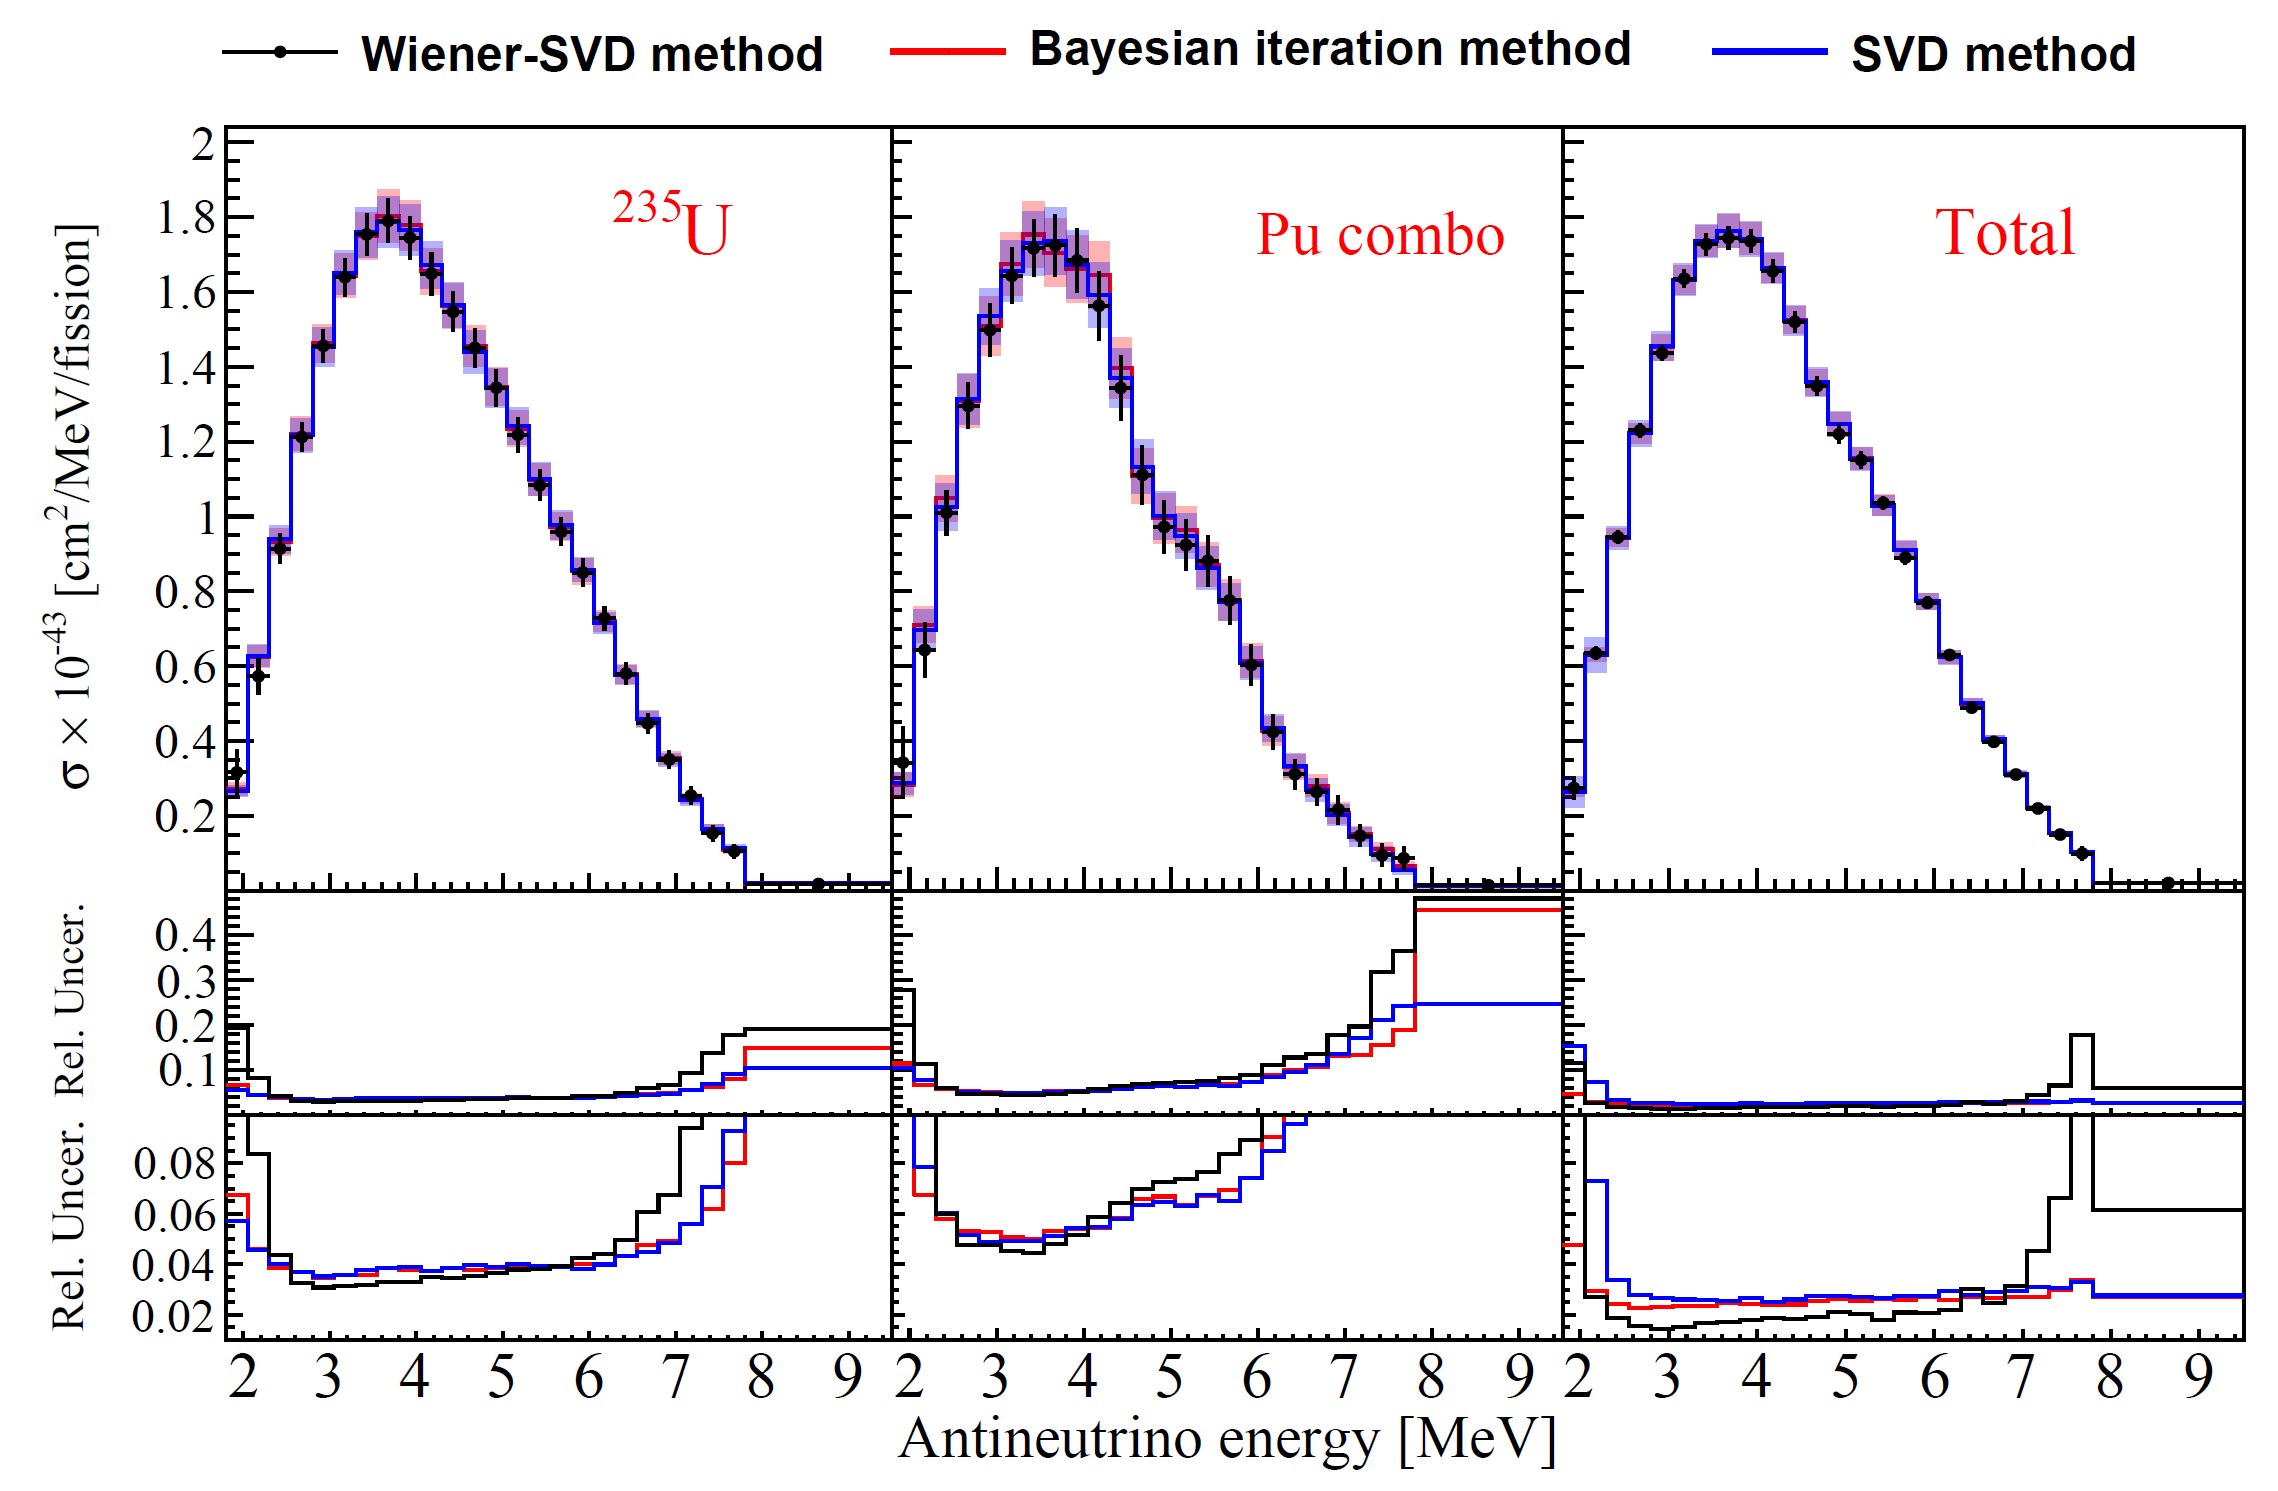 Wiener-SVD method Bayesian iteration method SVD method
²³⁵U Pu combo Total
σ × 10⁻⁴³ [cm²/MeV/fission]
2
1.8
1.6
1.4
1.2
1
0.8
0.6
0.4
0.2
Rel. Uncer.
0.4
0.3
0.2
0.1
Rel. Uncer.
0.08
0.06
0.04
0.02
2 3 4 5 6 7 8 9 2 3 4 5 6 7 8 9 2 3 4 5 6 7 8 9
Antineutrino energy [MeV]